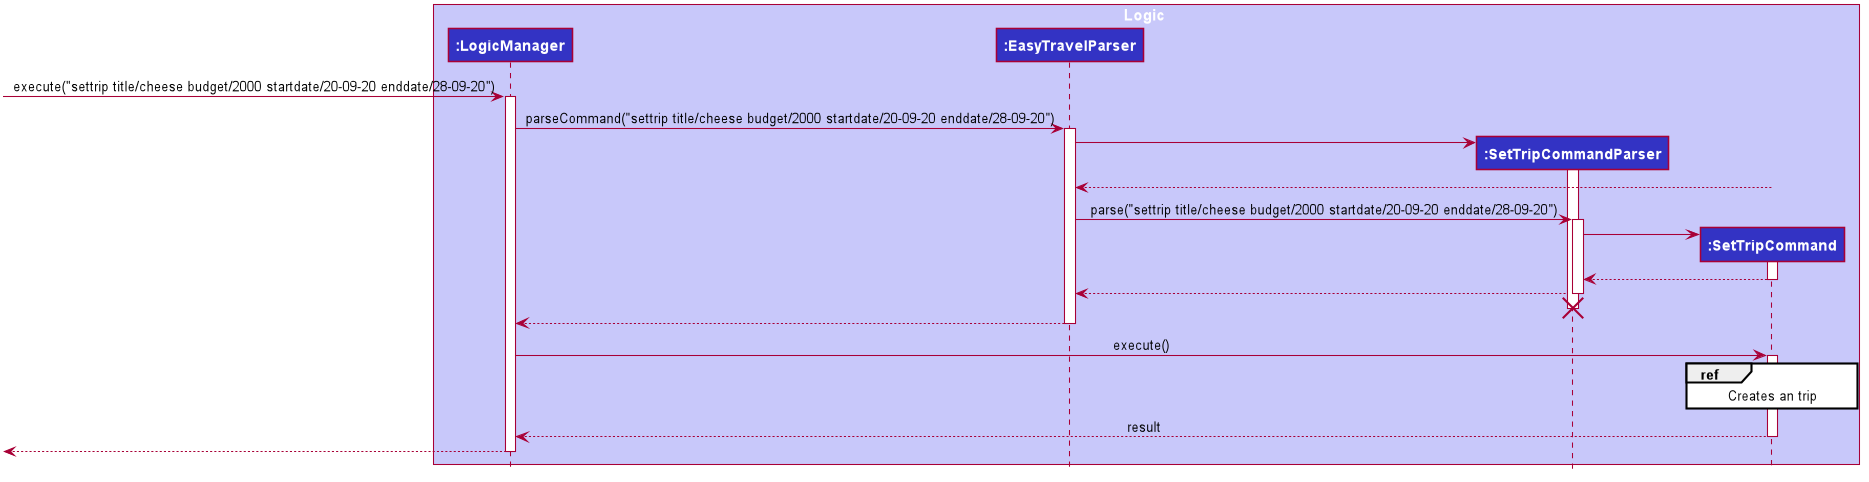 Logic
:LogicManager
:EasyTravelParser
execute("settrip title/cheese budget/2000 startdate/20-09-20 enddate/28-09-20")
parseCommand("settrip title/cheese budget/2000 startdate/20-09-20 enddate/28-09-20")
:SetTripCommandParser
parse("settrip title/cheese budget/2000 startdate/20-09-20 enddate/28-09-20")
:SetTripCommand
execute()
ref
Creates an trip
result